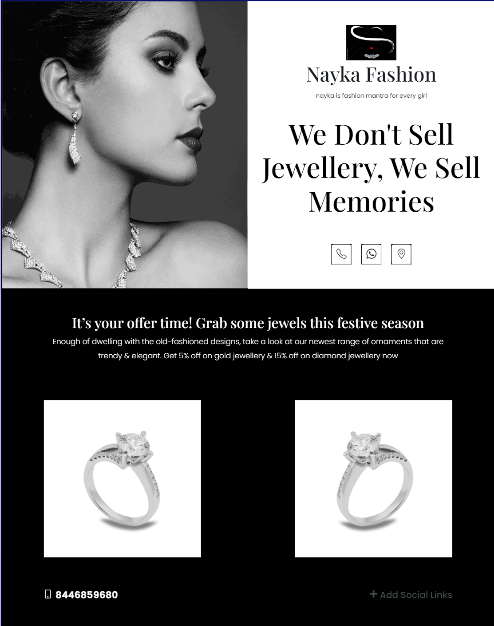 Nayka Fashion
nayka is fashion mantra for every girl
We Don't Sell
Jewellery, We Sell
Memories
It's your offer time! Grab some jewels this festive season
Enough of dwelling with the old-fashioned designs, take a look at our newest range of ornaments that are
trendy & elegant. Get 5% off on gold jewellery & 15% off on diamond jewellery now
8446859680
+ Add Social Links